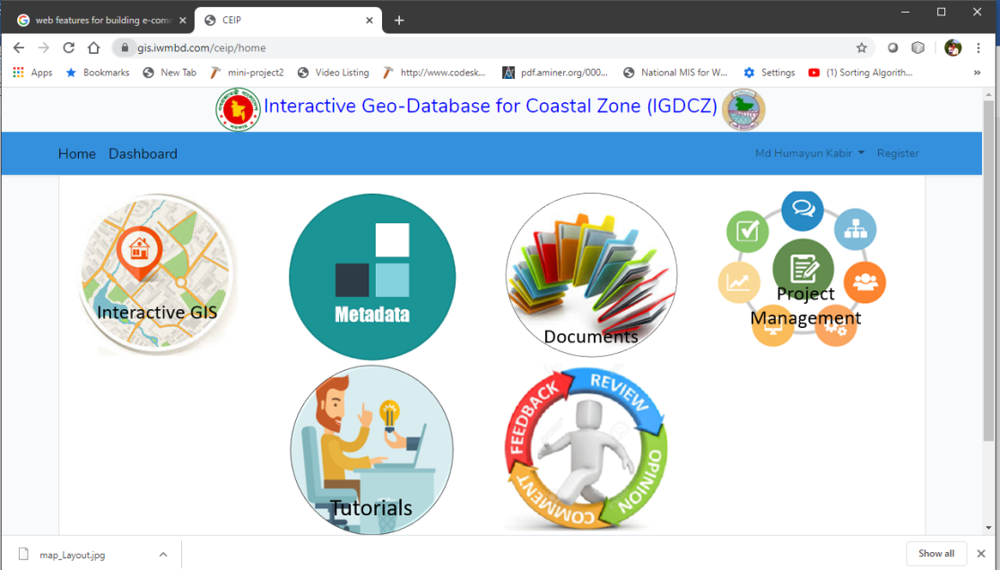 web features for building e-comm
CEIP
gis.iwmbd.com/ceip/home
Apps Bookmarks New Tab mini-project2 Video Listing http://www.codesk... pdf.aminer.org/000... National MIS for W... Settings (1) Sorting Algorith... »
Interactive Geo-Database for Coastal Zone (IGDCZ)
Home Dashboard Md Humayun Kabir Register
Interactive GIS
Metadata
Documents
Project
Management
Tutorials
FEEDBACK
REVIEW
OPINION
COMMENT
map_Layout.jpg Show all